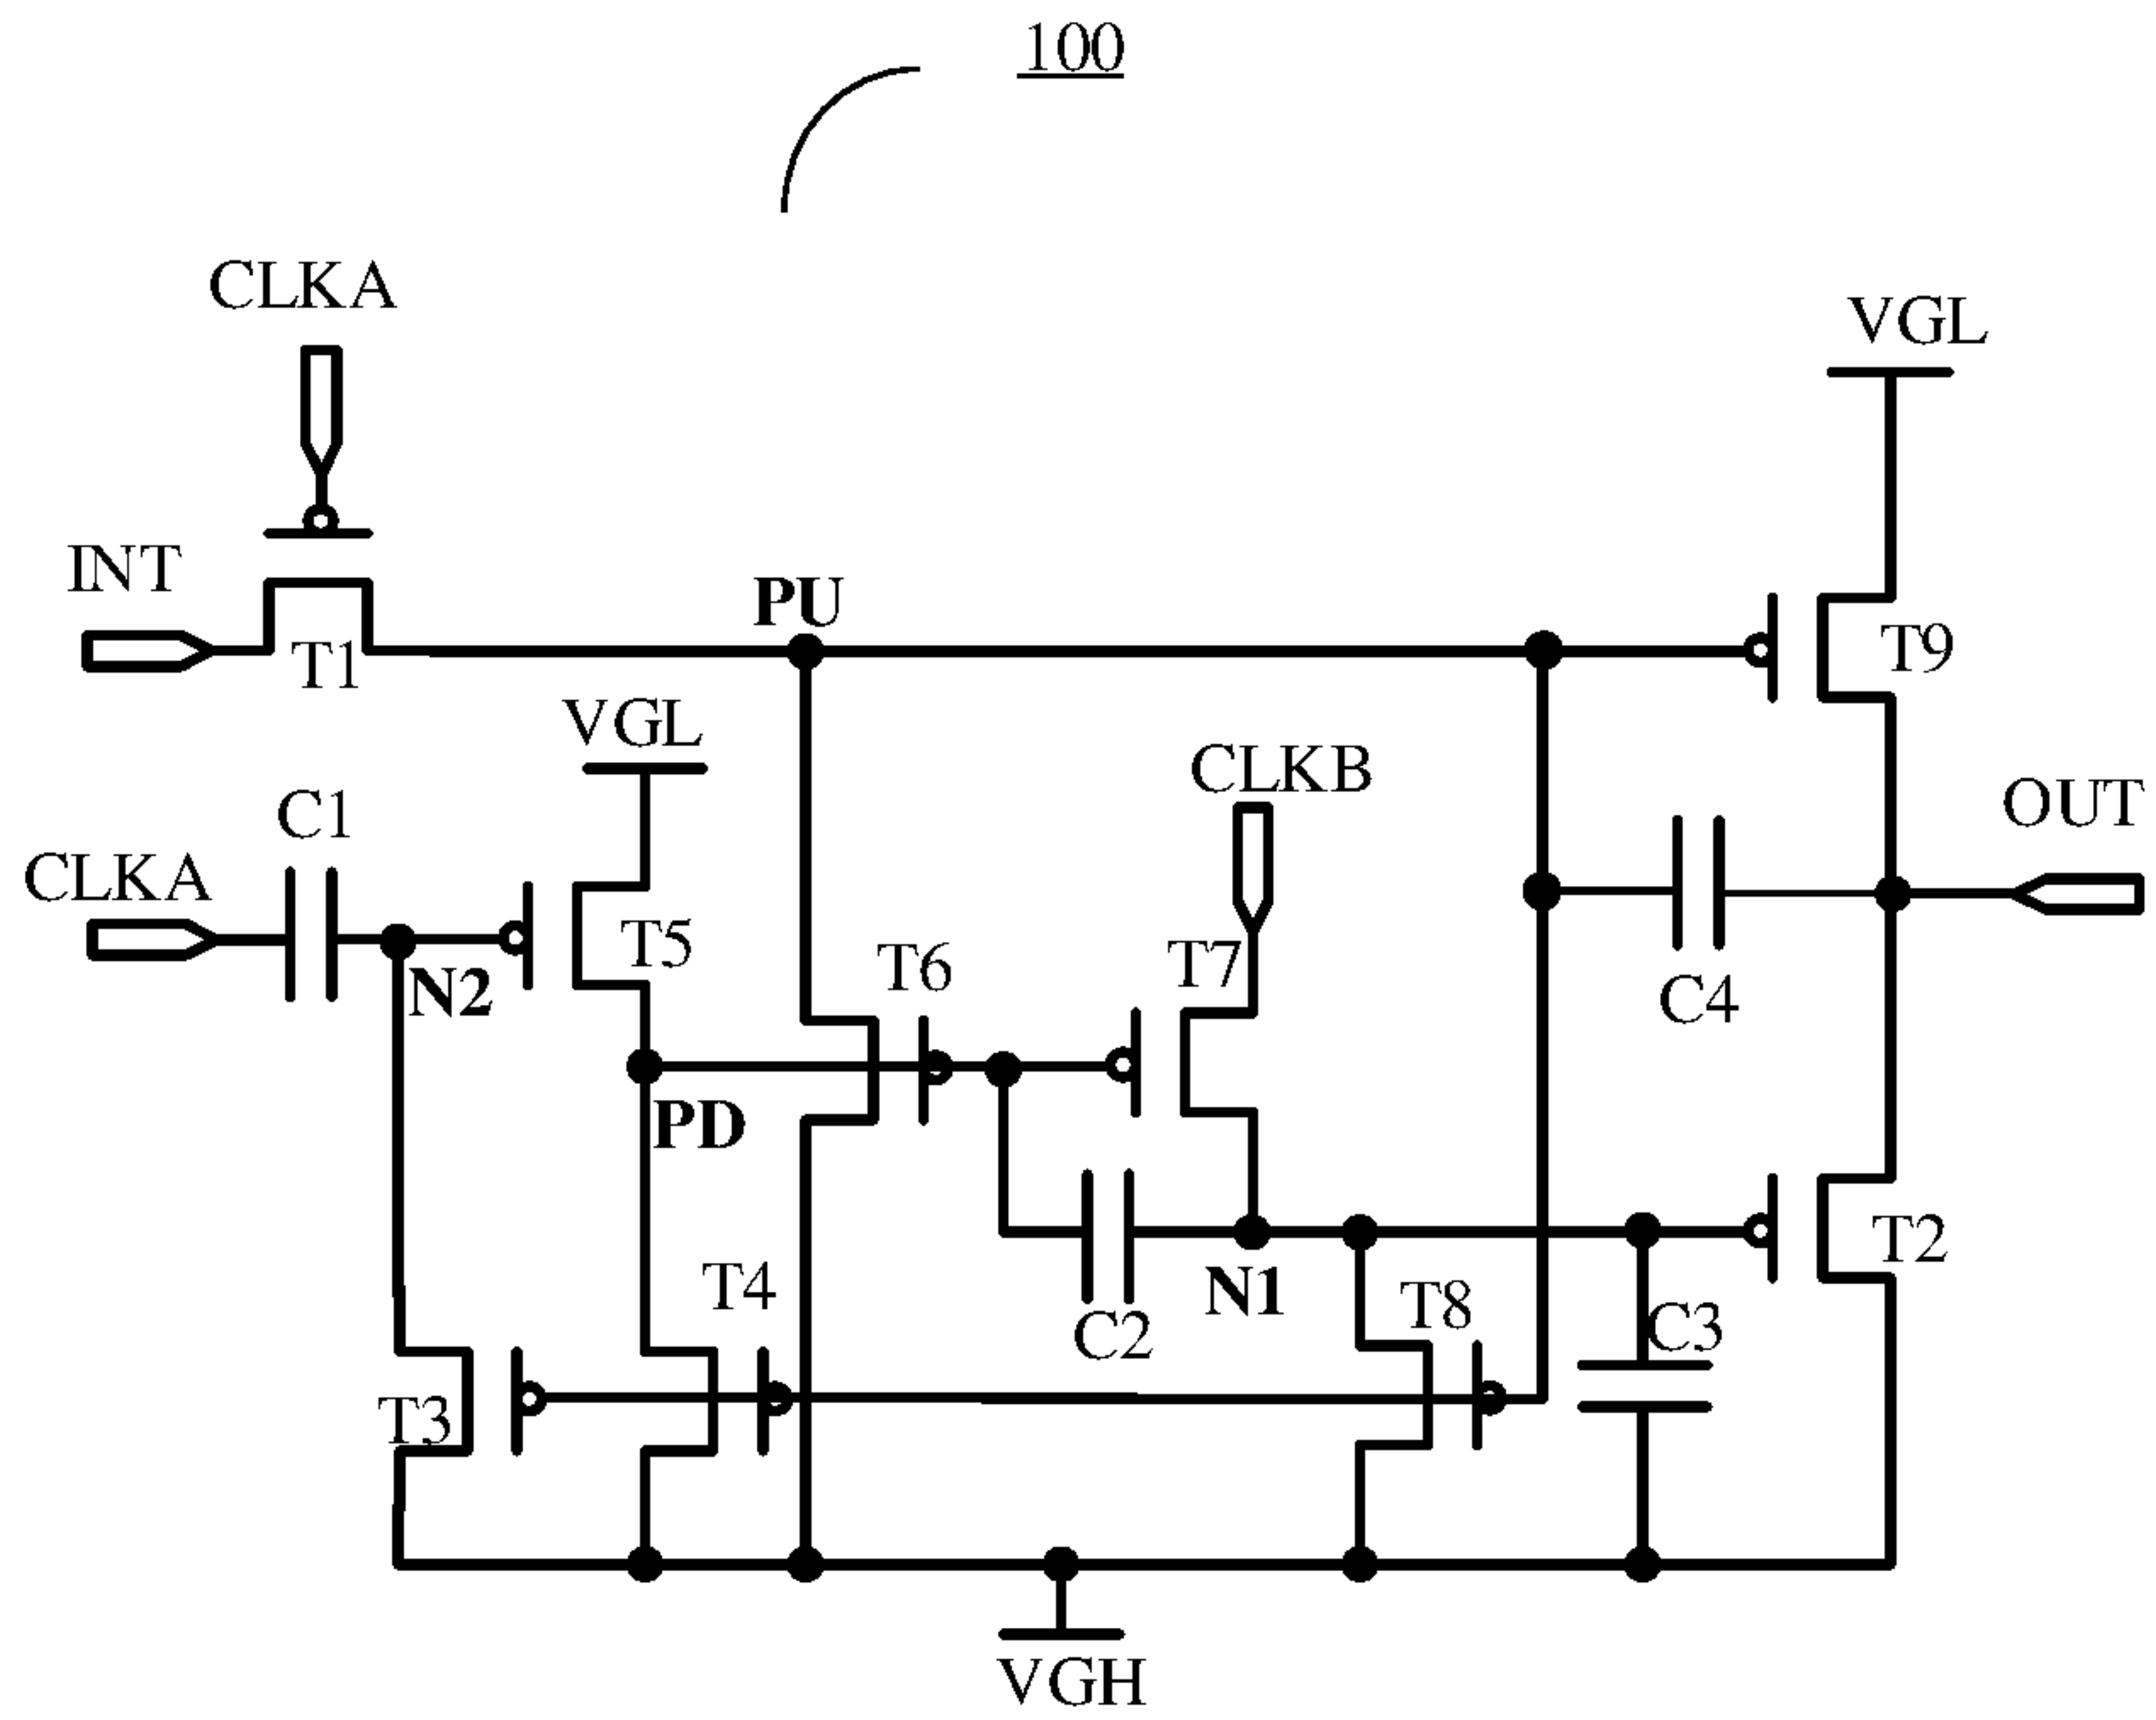 100
CLKA
VGL
INT
PU
T1
T9
VGL
CLKB
C1
OUT
CLKA
T5
T6
T7
N2
C4
PD
T2
T4
N1
T8
C2
C3
T3
VGH